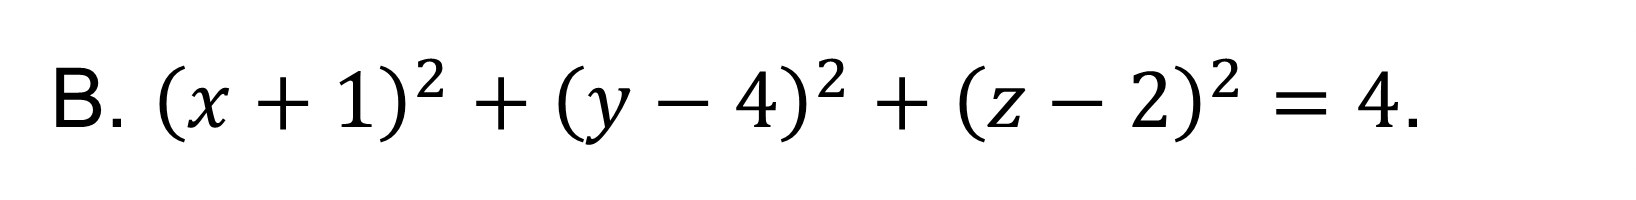 B. (x + 1)² + (y − 4)² + (z − 2)² = 4.